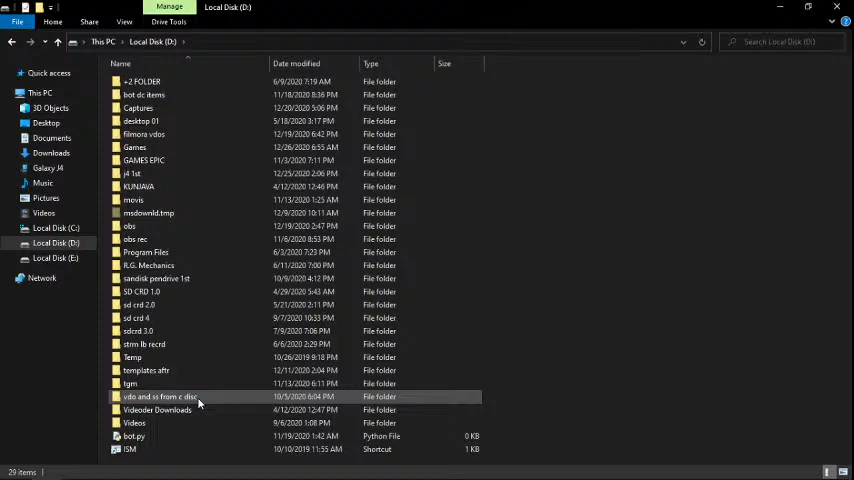 Manage Local Disk (D:)
File Home Share View Drive Tools
This PC Local Disk (D:) Search Local Disk (D:)
Name Date modified Type Size
Quick access
This PC
3D Objects
Desktop
Documents
Downloads
Galaxy J4
Music
Pictures
Videos
Local Disk (C:)
Local Disk (D:)
Local Disk (E:)
Network
+2 FOLDER 6/9/2020 7:19 AM File folder
bot dc items 11/18/2020 8:36 PM File folder
Captures 12/20/2020 5:06 PM File folder
desktop 01 5/18/2020 3:17 PM File folder
filmora vdos 12/19/2020 6:42 PM File folder
Games 12/26/2020 6:55 AM File folder
GAMES EPIC 11/3/2020 7:11 PM File folder
j4 1st 12/25/2020 2:06 PM File folder
KUNJAVA 4/12/2020 12:46 PM File folder
movis 11/13/2020 1:25 AM File folder
msdownld.tmp 12/9/2020 10:11 AM File folder
obs 12/19/2020 2:47 PM File folder
obs rec 11/6/2020 8:53 PM File folder
Program Files 6/3/2020 7:23 PM File folder
R.G. Mechanics 6/11/2020 7:00 PM File folder
sandisk pendrive 1st 10/9/2020 4:12 PM File folder
SD CRD 1.0 4/29/2020 5:43 AM File folder
sd crd 2.0 5/21/2020 2:11 PM File folder
sd crd 4 9/7/2020 10:33 PM File folder
sdcrd 3.0 7/9/2020 7:06 PM File folder
strm lb recrd 6/6/2020 2:29 PM File folder
Temp 10/26/2019 9:18 PM File folder
templates aftr 12/11/2020 2:04 PM File folder
tgm 11/13/2020 6:11 PM File folder
vdo and ss from c disc 10/5/2020 6:04 PM File folder
Videoder Downloads 4/12/2020 12:47 PM File folder
Videos 9/6/2020 1:08 PM File folder
bot.py 11/19/2020 1:42 AM Python File 0 KB
ISM 10/10/2019 11:55 AM Shortcut 1 KB
29 items